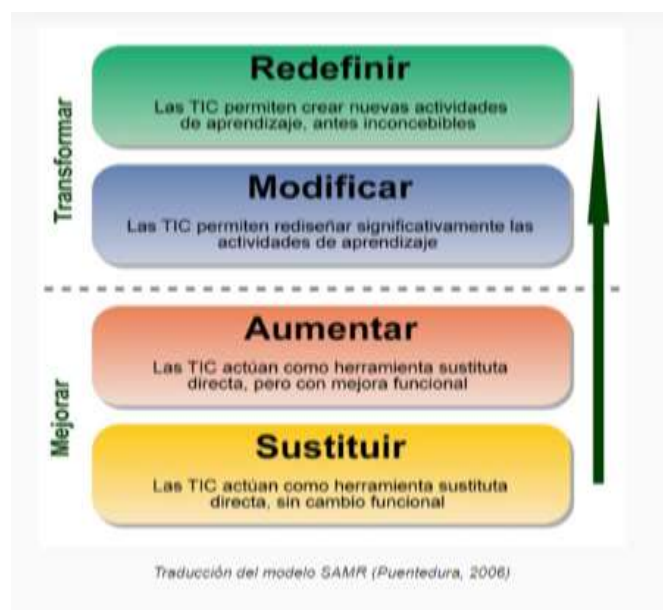 Transformar
Redefinir
Las TIC permiten crear nuevas actividades
de aprendizaje, antes inconcebibles
Modificar
Las TIC permiten rediseñar significativamente las
actividades de aprendizaje
Mejorar
Aumentar
Las TIC actúan como herramienta sustituta
directa, pero con mejora funcional
Sustituir
Las TIC actúan como herramienta sustituta
directa, sin cambio funcional
Traducción del modelo SAMR (Puentedura, 2006)